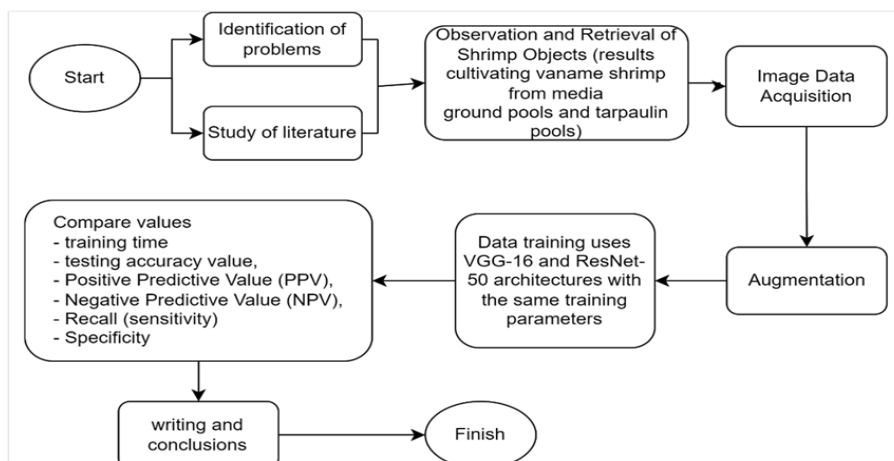 Start
Identification of
problems
Study of literature
Observation and Retrieval of
Shrimp Objects (results
cultivating vaname shrimp
from media
ground pools and tarpaulin
pools)
Image Data
Acquisition
Augmentation
Data training uses
VGG-16 and ResNet-
50 architectures with
the same training
parameters
Compare values
- training time
- testing accuracy value,
- Positive Predictive Value (PPV),
- Negative Predictive Value (NPV),
- Recall (sensitivity)
- Specificity
writing and
conclusions
Finish